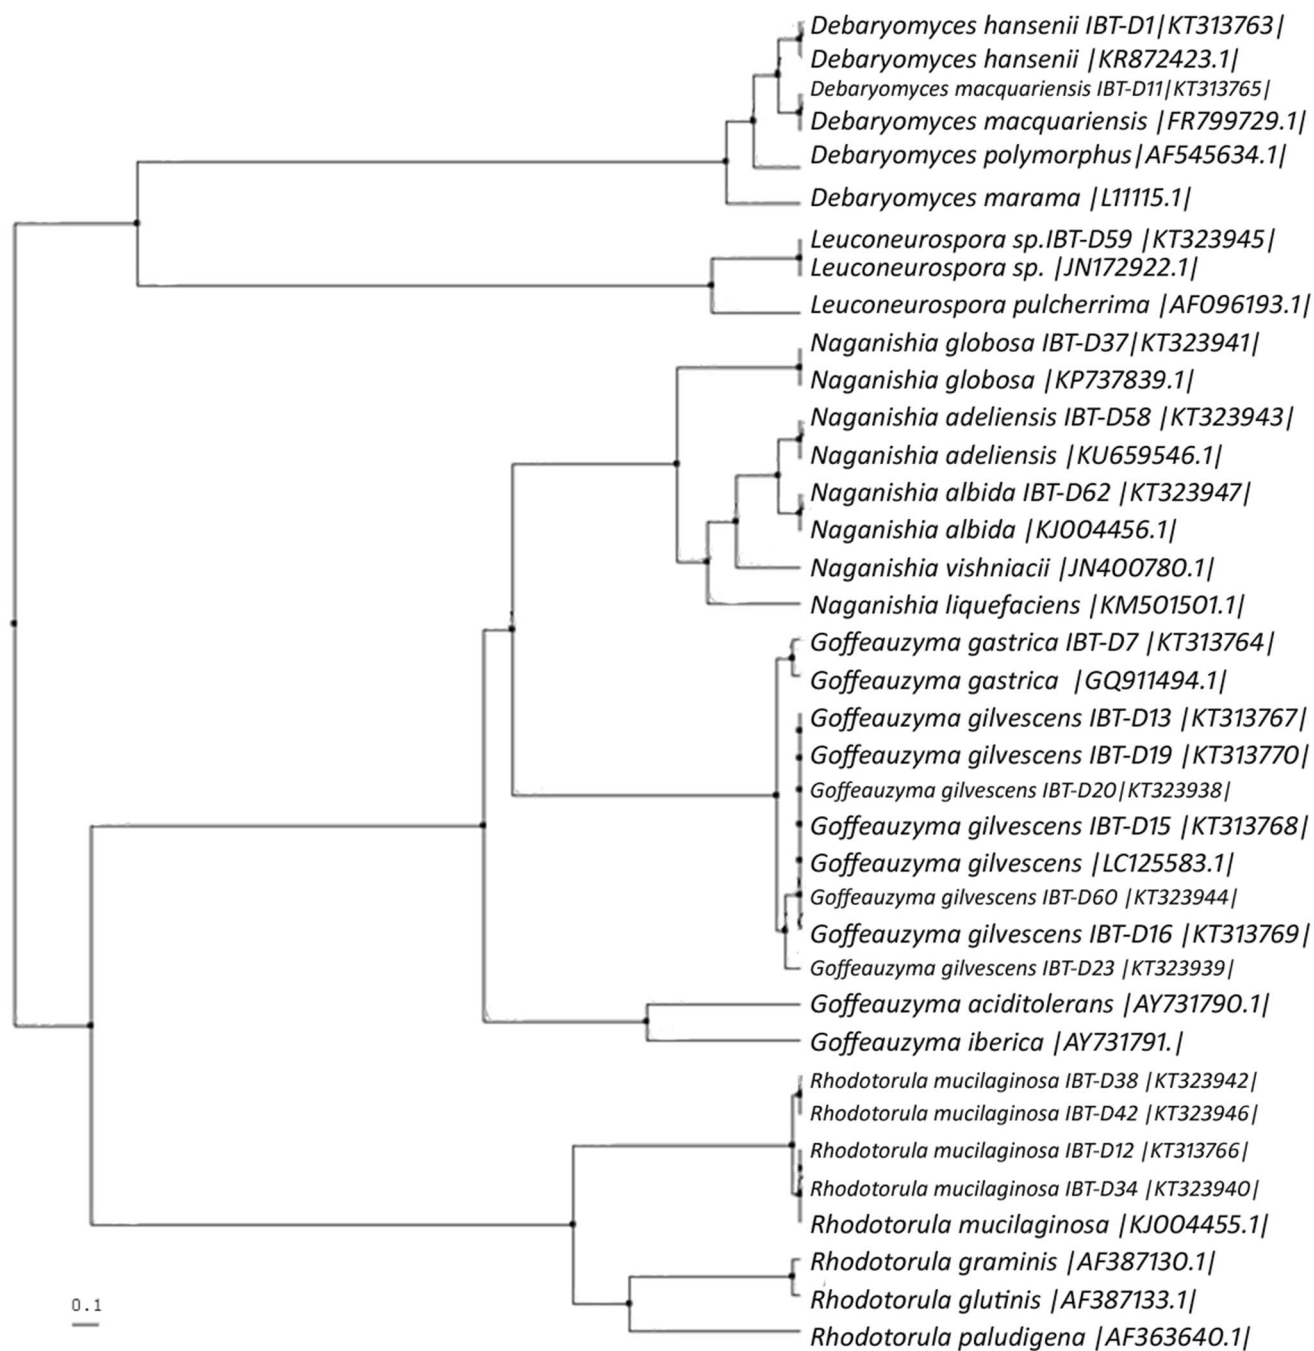 Debaryomyces hansenii IBT-D1|KT313763|
Debaryomyces hansenii |KR872423.1|
Debaryomyces macquariensis IBT-D11|KT313765|
Debaryomyces macquariensis |FR799729.1|
Debaryomyces polymorphus|AF545634.1|
Debaryomyces marama |L11115.1|
Leuconeurospora sp.IBT-D59 |KT323945|
Leuconeurospora sp. |JN172922.1|
Leuconeurospora pulcherrima |AF096193.1|
Naganishia globosa IBT-D37|KT323941|
Naganishia globosa |KP737839.1|
Naganishia adeliensis IBT-D58 |KT323943|
Naganishia adeliensis |KU659546.1|
Naganishia albida IBT-D62 |KT323947|
Naganishia albida |KJ004456.1|
Naganishia vishniacii |JN400780.1|
Naganishia liquefaciens |KM501501.1|
Goffeauzyma gastrica IBT-D7 |KT313764|
Goffeauzyma gastrica |GQ911494.1|
Goffeauzyma gilvescens IBT-D13 |KT313767|
Goffeauzyma gilvescens IBT-D19 |KT313770|
Goffeauzyma gilvescens IBT-D20|KT323938|
Goffeauzyma gilvescens IBT-D15 |KT313768|
Goffeauzyma gilvescens |LC125583.1|
Goffeauzyma gilvescens IBT-D60 |KT323944|
Goffeauzyma gilvescens IBT-D16 |KT313769|
Goffeauzyma gilvescens IBT-D23 |KT323939|
Goffeauzyma aciditolerans |AY731790.1|
Goffeauzyma iberica |AY731791.|
Rhodotorula mucilaginosa IBT-D38 |KT323942|
Rhodotorula mucilaginosa IBT-D42 |KT323946|
Rhodotorula mucilaginosa IBT-D12 |KT313766|
Rhodotorula mucilaginosa IBT-D34 |KT323940|
Rhodotorula mucilaginosa |KJ004455.1|
Rhodotorula graminis |AF387130.1|
Rhodotorula glutinis |AF387133.1|
Rhodotorula paludigena |AF363640.1|
0.1